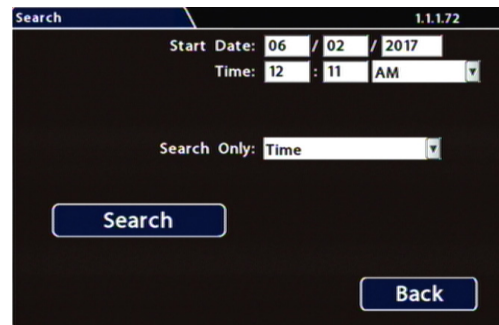 Search 1.1.1.72
Start Date: 06 / 02 / 2017
Time: 12 : 11 AM
Search Only: Time
Search
Back